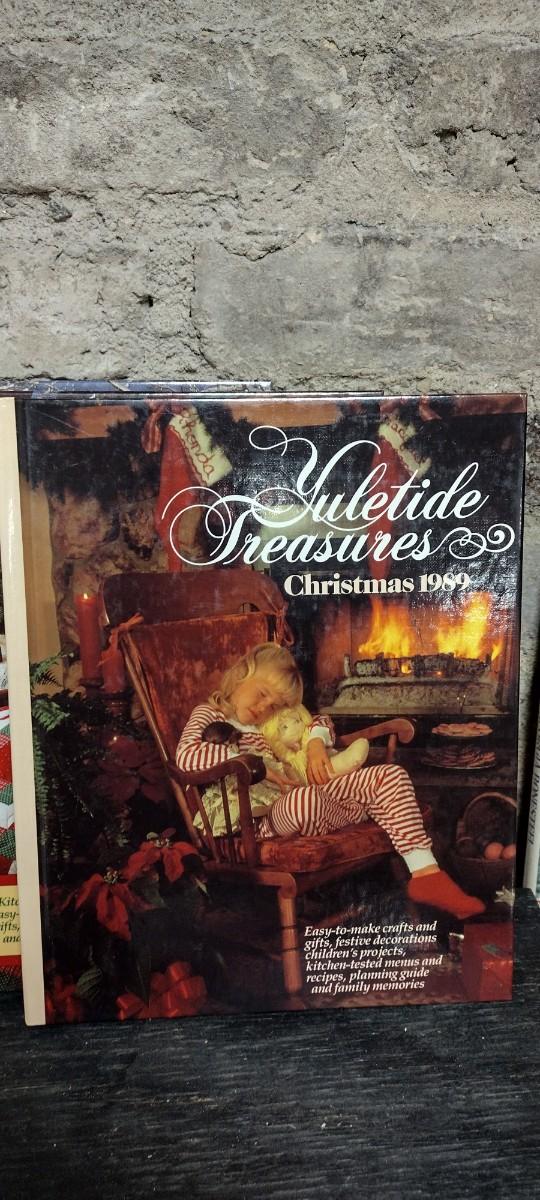 Yuletide
Treasures
Christmas 1989
Easy-to-make crafts and
gifts, festive decorations
children's projects,
kitchen-tested menus and
recipes, planning guide
and family memories